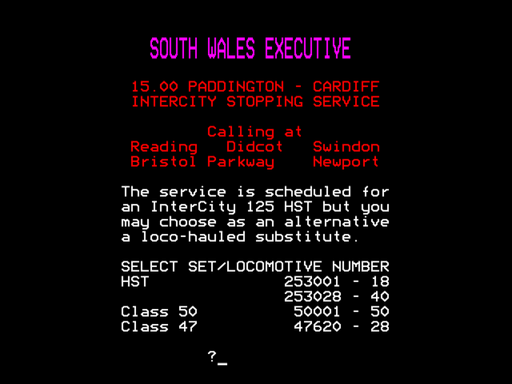 SOUTH WALES EXECUTIVE
15.00 PADDINGTON - CARDIFF
INTERCITY STOPPING SERVICE
Calling at
Reading Didcot Swindon
Bristol Parkway Newport
The service is scheduled for
an InterCity 125 HST but you
may choose as an alternative
a loco-hauled substitute.
SELECT SET/LOCOMOTIVE NUMBER
HST 253001 - 18
253028 - 40
Class 50 50001 - 50
Class 47 47620 - 28
?_